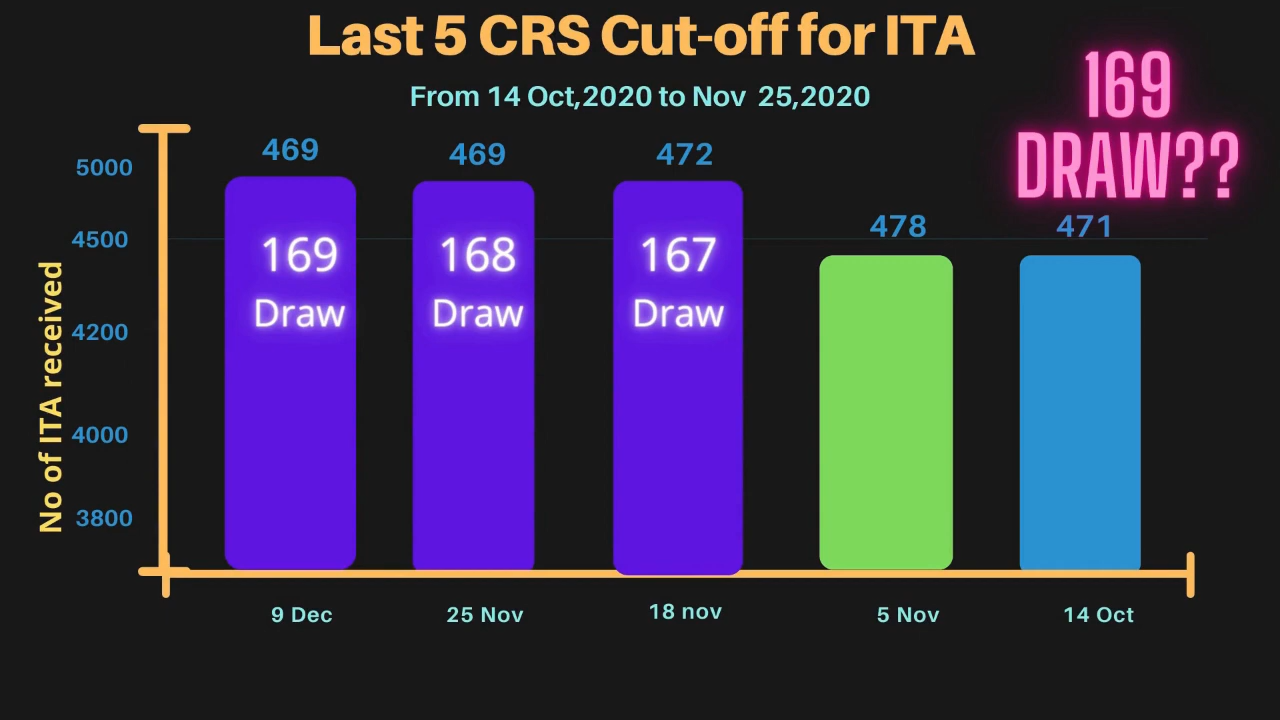 Last 5 CRS Cut-off for ITA
From 14 Oct,2020 to Nov 25,2020
169
DRAW??
No of ITA received
5000
4500
4200
4000
3800
469
469
472
478
471
169
Draw
168
Draw
167
Draw
9 Dec
25 Nov
18 nov
5 Nov
14 Oct